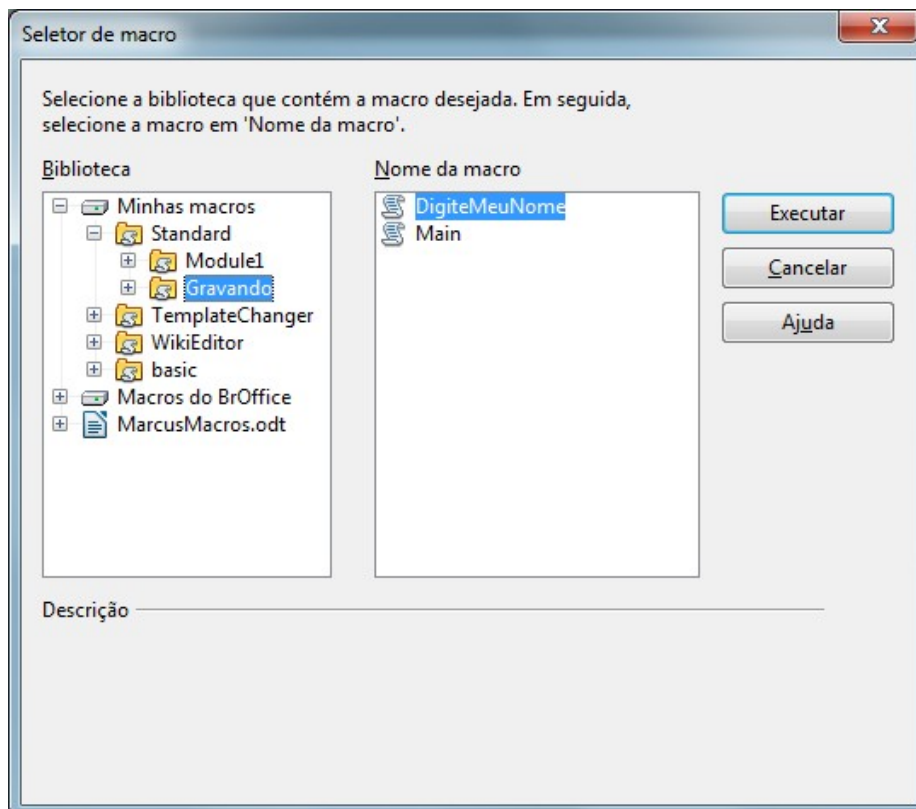 Seletor de macro
Selecione a biblioteca que contém a macro desejada. Em seguida,
selecione a macro em 'Nome da macro'.
Biblioteca
Minhas macros
Standard
Module1
Gravando
TemplateChanger
WikiEditor
basic
Macros do BrOffice
MarcusMacros.odt
Nome da macro
DigiteMeuNome
Main
Executar
Cancelar
Ajuda
Descrição